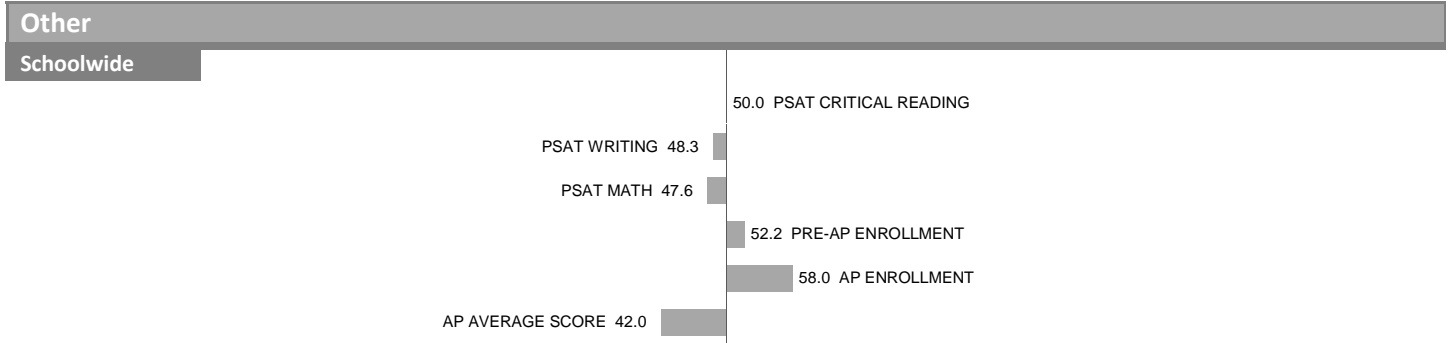 Other
Schoolwide
50.0 PSAT CRITICAL READING
PSAT WRITING 48.3
PSAT MATH 47.6
52.2 PRE-AP ENROLLMENT
58.0 AP ENROLLMENT
AP AVERAGE SCORE 42.0